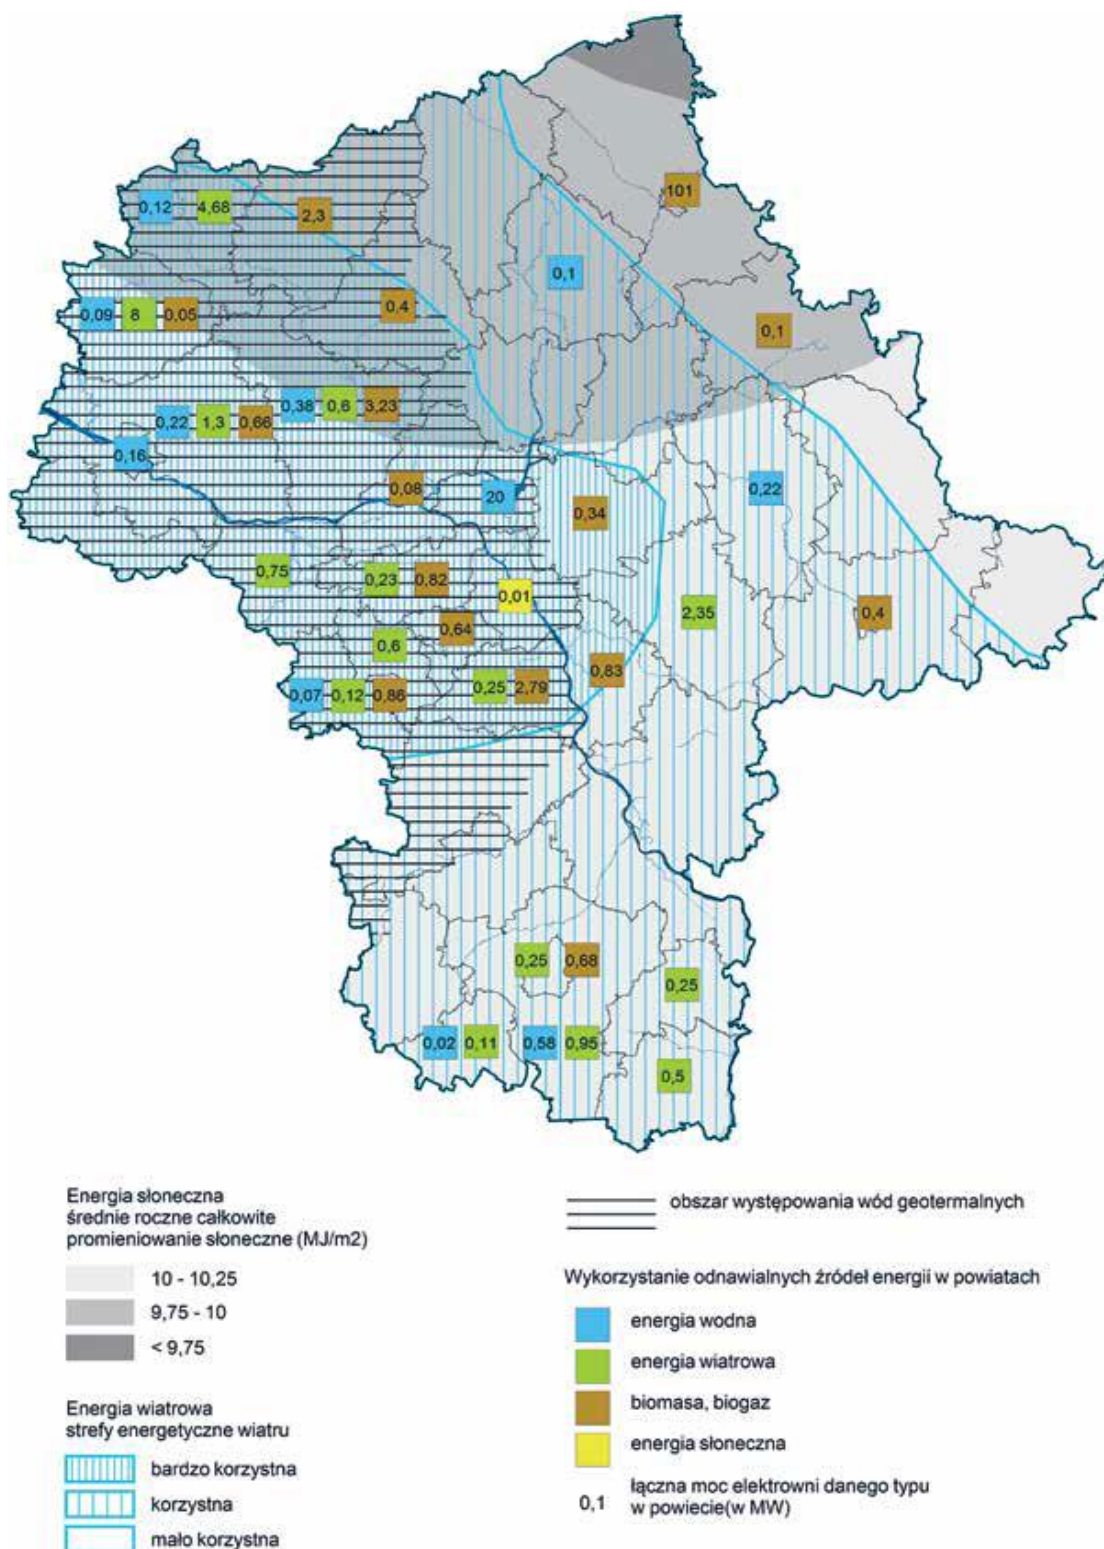 101
0,12 4,68 2,3
0,1
0,4
0,09 8 0,05
0,1
0,38 0,6 3,23
0,22 1,3 0,66
0,16
0,08 20 0,22
0,34
0,75 0,23 0,82
0,01
2,35 0,4
0,64
0,6
0,83
0,07 0,12 0,86 0,25 2,79
0,25 0,68
0,25
0,02 0,11 0,58 0,95
0,5
Energia słoneczna
średnie roczne całkowite
promieniowanie słoneczne (MJ/m2)
10 - 10,25
9,75 - 10
< 9,75
Energia wiatrowa
strefy energetyczne wiatru
bardzo korzystna
korzystna
mało korzystna
obszar występowania wód geotermalnych
Wykorzystanie odnawialnych źródeł energii w powiatach
energia wodna
energia wiatrowa
biomasa, biogaz
energia słoneczna
0,1
łączna moc elektrowni danego typu
w powiecie(w MW)